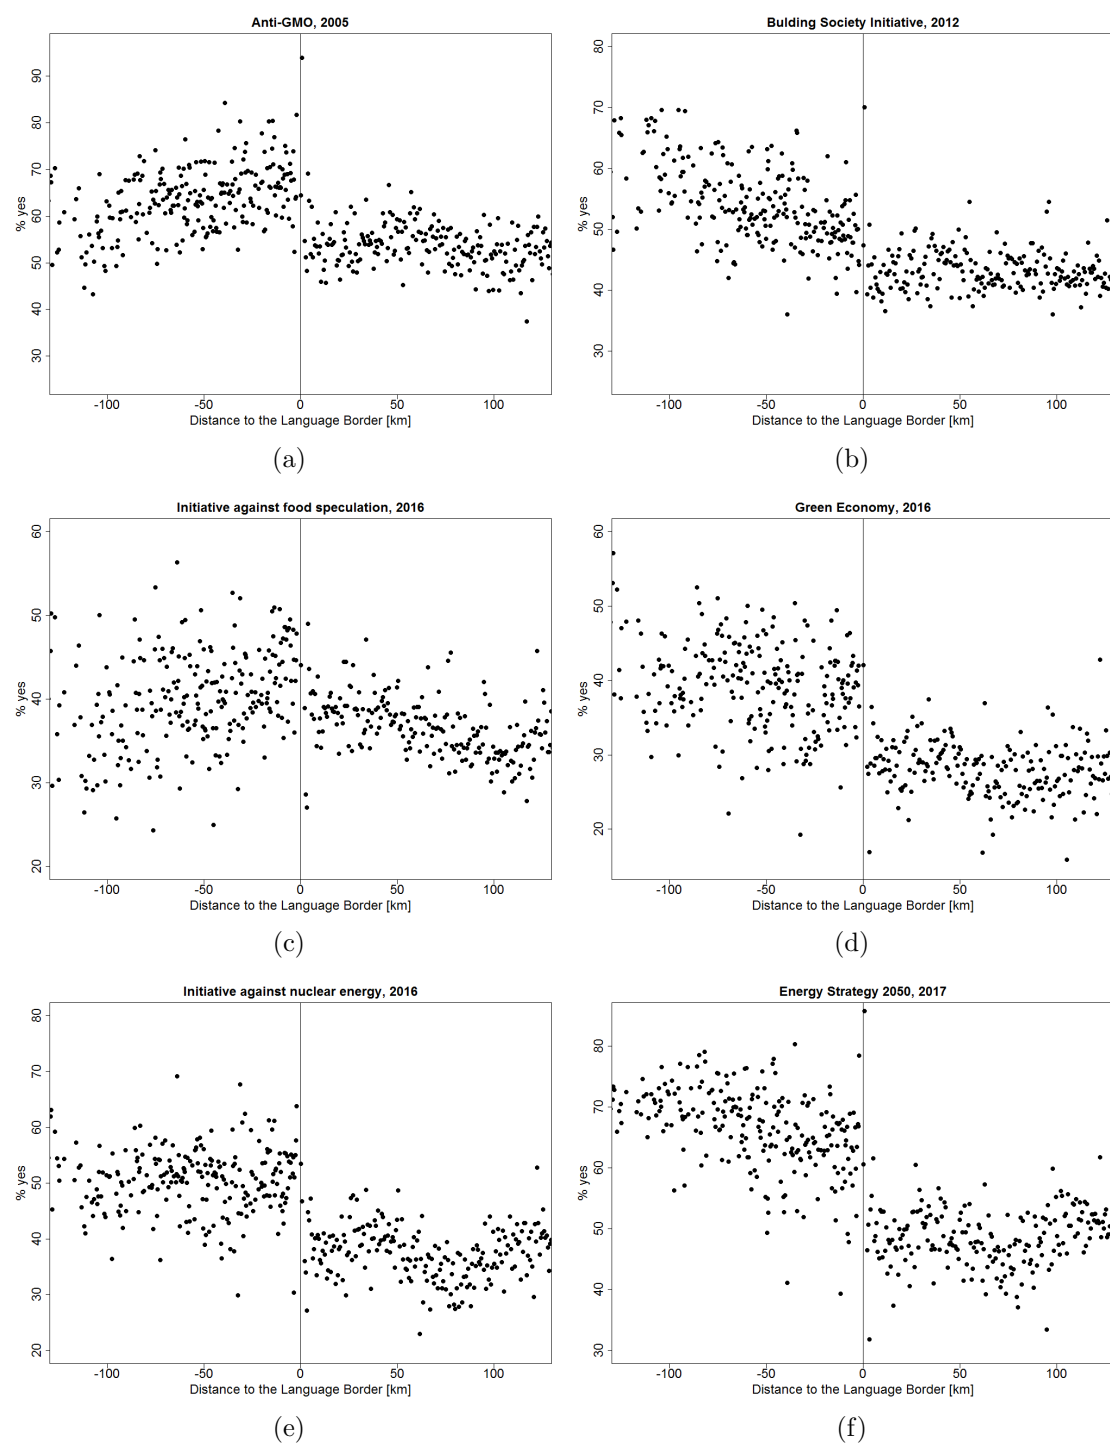 Anti-GMO, 2005
% yes
90
80
70
60
50
40
30
-100 -50 0 50 100
Distance to the Language Border [km]
(a)
Bulding Society Initiative, 2012
% yes
80
70
60
50
40
30
-100 -50 0 50 100
Distance to the Language Border [km]
(b)
Initiative against food speculation, 2016
% yes
60
50
40
30
20
-100 -50 0 50 100
Distance to the Language Border [km]
(c)
Green Economy, 2016
% yes
60
50
40
30
20
-100 -50 0 50 100
Distance to the Language Border [km]
(d)
Initiative against nuclear energy, 2016
% yes
80
70
60
50
40
30
20
-100 -50 0 50 100
Distance to the Language Border [km]
(e)
Energy Strategy 2050, 2017
% yes
80
70
60
50
40
30
-100 -50 0 50 100
Distance to the Language Border [km]
(f)